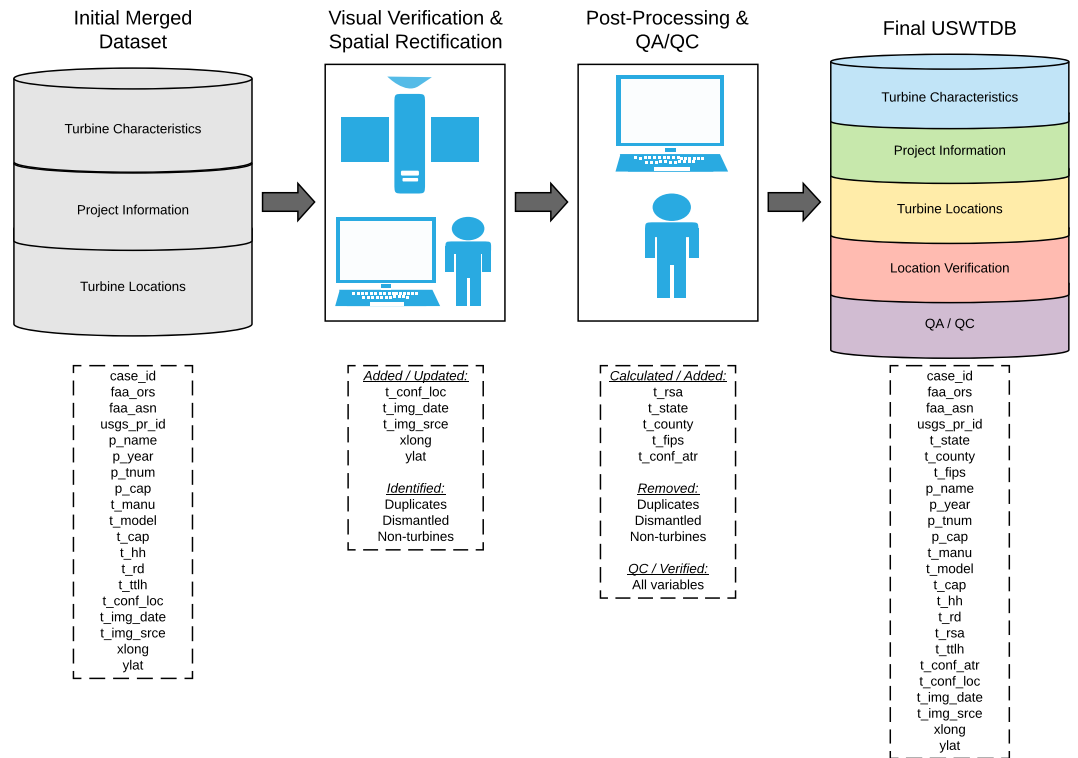 Initial Merged
Dataset
Turbine Characteristics
Project Information
Turbine Locations
case_id
faa_ors
faa_asn
usgs_pr_id
p_name
p_year
p_tnum
p_cap
t_manu
t_model
t_cap
t_hh
t_rd
t_ttlh
t_conf_loc
t_img_date
t_img_srce
xlong
ylat
Visual Verification &
Spatial Rectification
Added / Updated:
t_conf_loc
t_img_date
t_img_srce
xlong
ylat
Identified:
Duplicates
Dismantled
Non-turbines
Post-Processing &
QA/QC
Calculated / Added:
t_rsa
t_state
t_county
t_fips
t_conf_atr
Removed:
Duplicates
Dismantled
Non-turbines
QC / Verified:
All variables
Final USWTDB
Turbine Characteristics
Project Information
Turbine Locations
Location Verification
QA / QC
case_id
faa_ors
faa_asn
usgs_pr_id
t_state
t_county
t_fips
p_name
p_year
p_tnum
p_cap
t_manu
t_model
t_cap
t_hh
t_rd
t_rsa
t_ttlh
t_conf_atr
t_conf_loc
t_img_date
t_img_srce
xlong
ylat